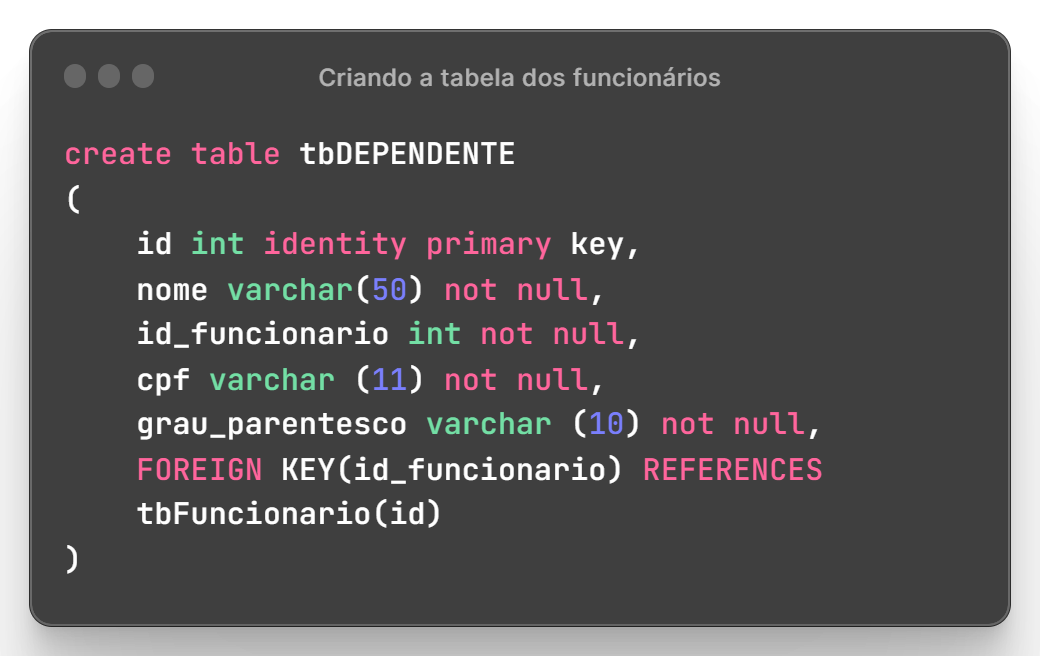 Criando a tabela dos funcionários
create table tbDEPENDENTE
(
    id int identity primary key,
    nome varchar(50) not null,
    id_funcionario int not null,
    cpf varchar (11) not null,
    grau_parentesco varchar (10) not null,
    FOREIGN KEY(id_funcionario) REFERENCES
    tbFuncionario(id)
)